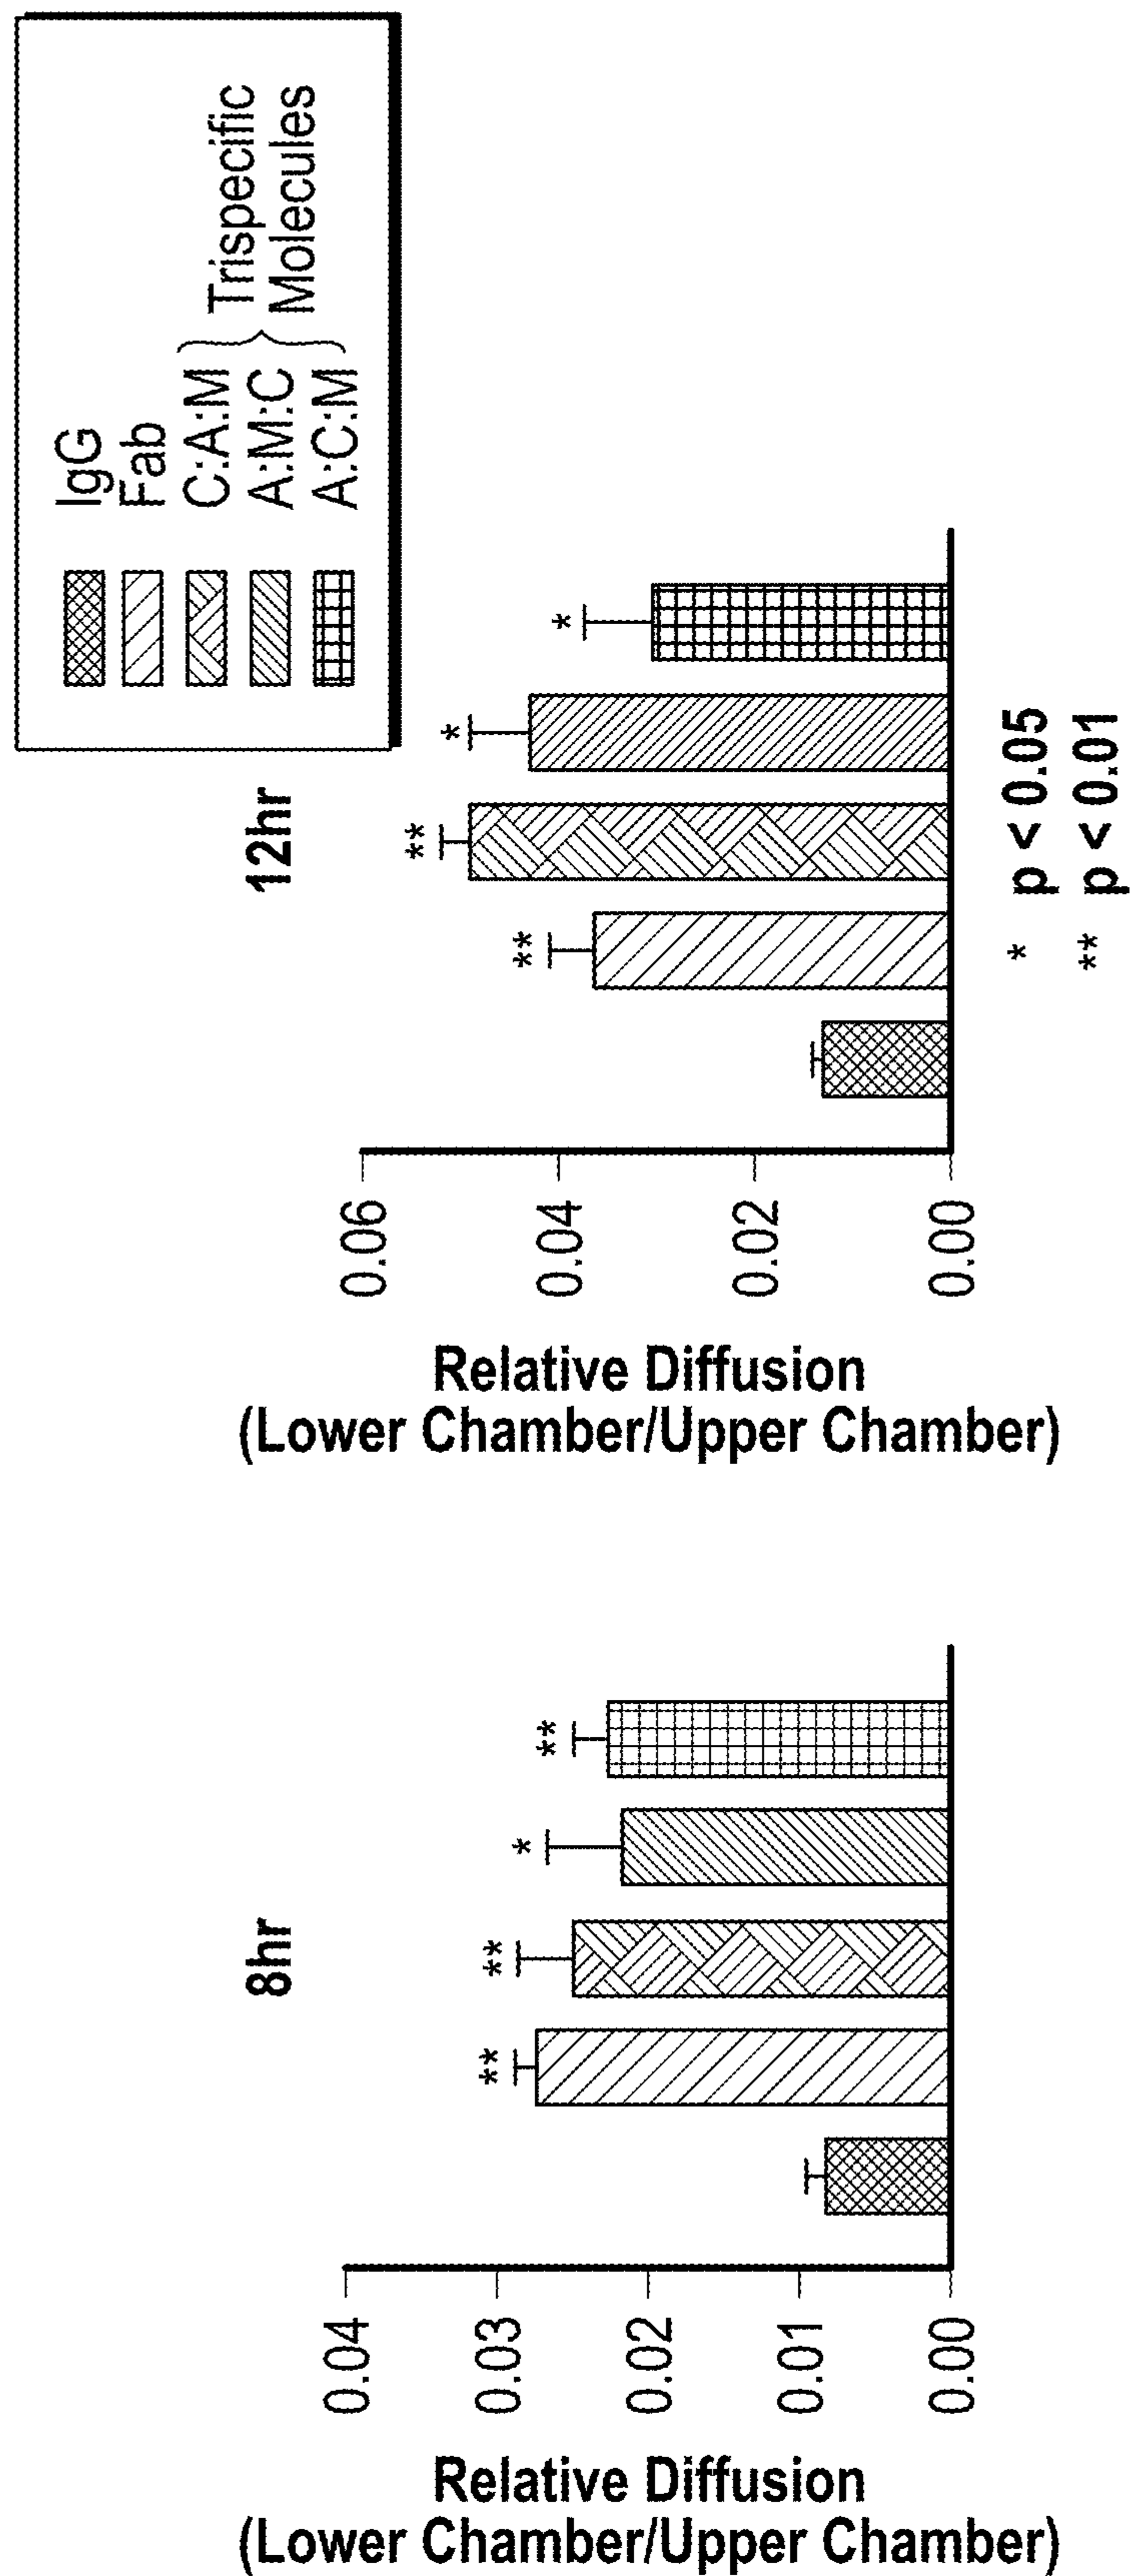 8hr
Relative Diffusion
(Lower Chamber/Upper Chamber)
0.04
0.03
0.02
0.01
0.00
**
**
*
**
12hr
Relative Diffusion
(Lower Chamber/Upper Chamber)
0.06
0.04
0.02
0.00
**
**
*
*
* p < 0.05
** p < 0.01
IgG
Fab
C:A:M
A:M:C
A:C:M
Trispecific
Molecules